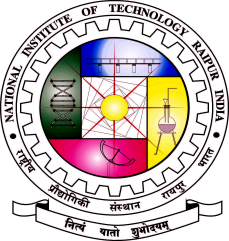 NATIONAL INSTITUTE OF TECHNOLOGY RAIPUR INDIA
राष्ट्रीय प्रौद्योगिकी संस्थान रायपुर भारत
नित्यं यातो शुभोदयम्